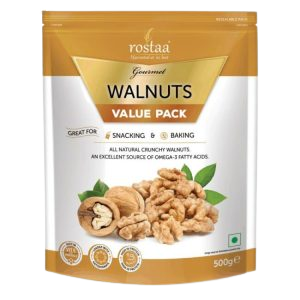 rostaa
Gourmet
WALNUTS
VALUE PACK
GREAT FOR
SNACKING & BAKING
ALL NATURAL CRUNCHY WALNUTS.
AN EXCELLENT SOURCE OF OMEGA-3 FATTY ACIDS.
500g